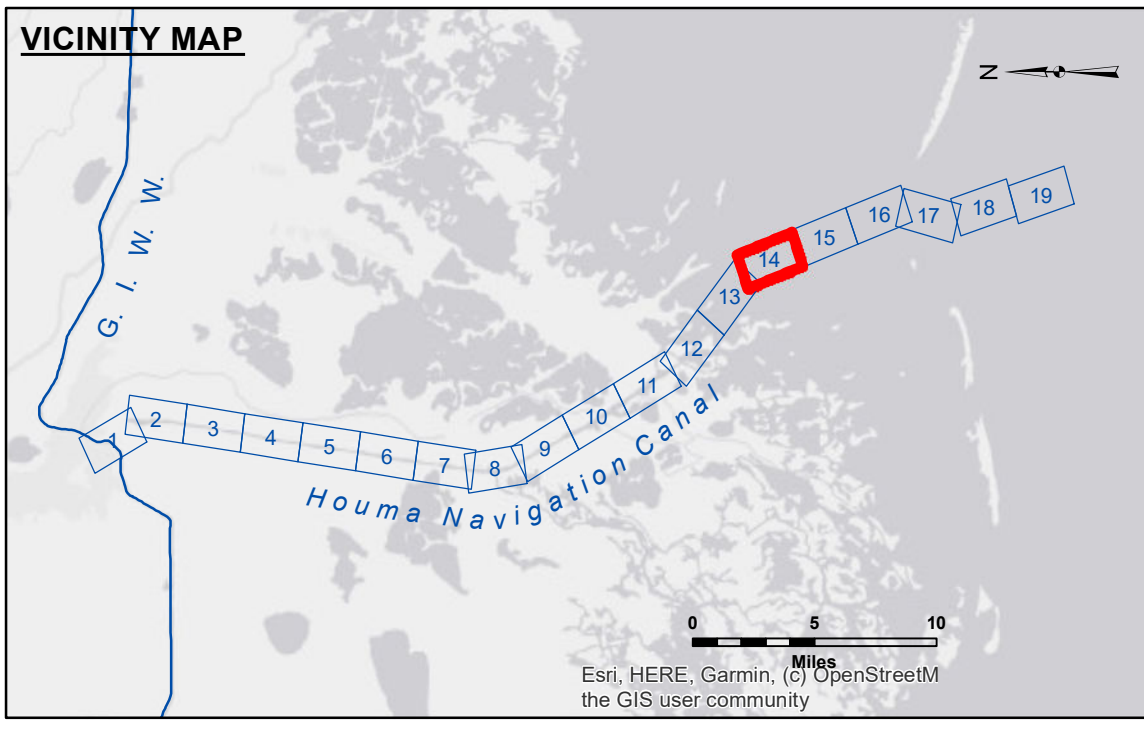 VICINITY MAP
N
G. I. W. W.
1
2
3
4
5
6
7
8
9
10
11
12
13
14
15
16
17
18
19
Houma Navigation Canal
0 5 10
Miles
Esri, HERE, Garmin, (c) OpenStreetM
the GIS user community